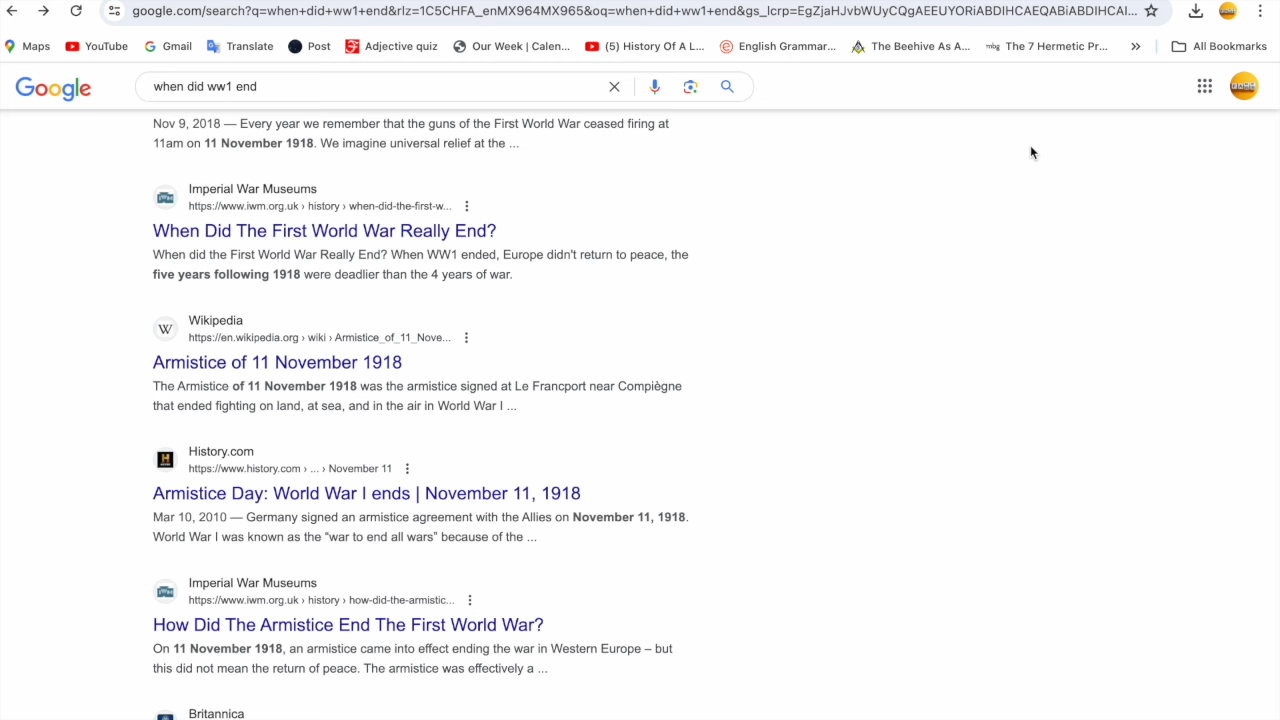 google.com/search?q=when+did+ww1+end&rlz=1C5CHFA_enMX964MX965&oq=when+did+ww1+end&gs_lcrp=EgZjaHJvbWUyCQgAEEUYORiABDIHCAEQABiABDIHCAI...
Maps YouTube Gmail Translate Post Adjective quiz Our Week | Calen... (5) History Of A L... English Grammar... The Beehive As A... mbg The 7 Hermetic Pr... » All Bookmarks
Google when did ww1 end
Nov 9, 2018 — Every year we remember that the guns of the First World War ceased firing at
11am on 11 November 1918. We imagine universal relief at the ...
Imperial War Museums
https://www.iwm.org.uk › history › when-did-the-first-w...
When Did The First World War Really End?
When did the First World War Really End? When WW1 ended, Europe didn't return to peace, the
five years following 1918 were deadlier than the 4 years of war.
W Wikipedia
https://en.wikipedia.org › wiki › Armistice_of_11_Nove...
Armistice of 11 November 1918
The Armistice of 11 November 1918 was the armistice signed at Le Francport near Compiègne
that ended fighting on land, at sea, and in the air in World War I ...
H History.com
https://www.history.com › ... › November 11
Armistice Day: World War I ends | November 11, 1918
Mar 10, 2010 — Germany signed an armistice agreement with the Allies on November 11, 1918.
World War I was known as the “war to end all wars” because of the ...
Imperial War Museums
https://www.iwm.org.uk › history › how-did-the-armistic...
How Did The Armistice End The First World War?
On 11 November 1918, an armistice came into effect ending the war in Western Europe – but
this did not mean the return of peace. The armistice was effectively a ...
Britannica